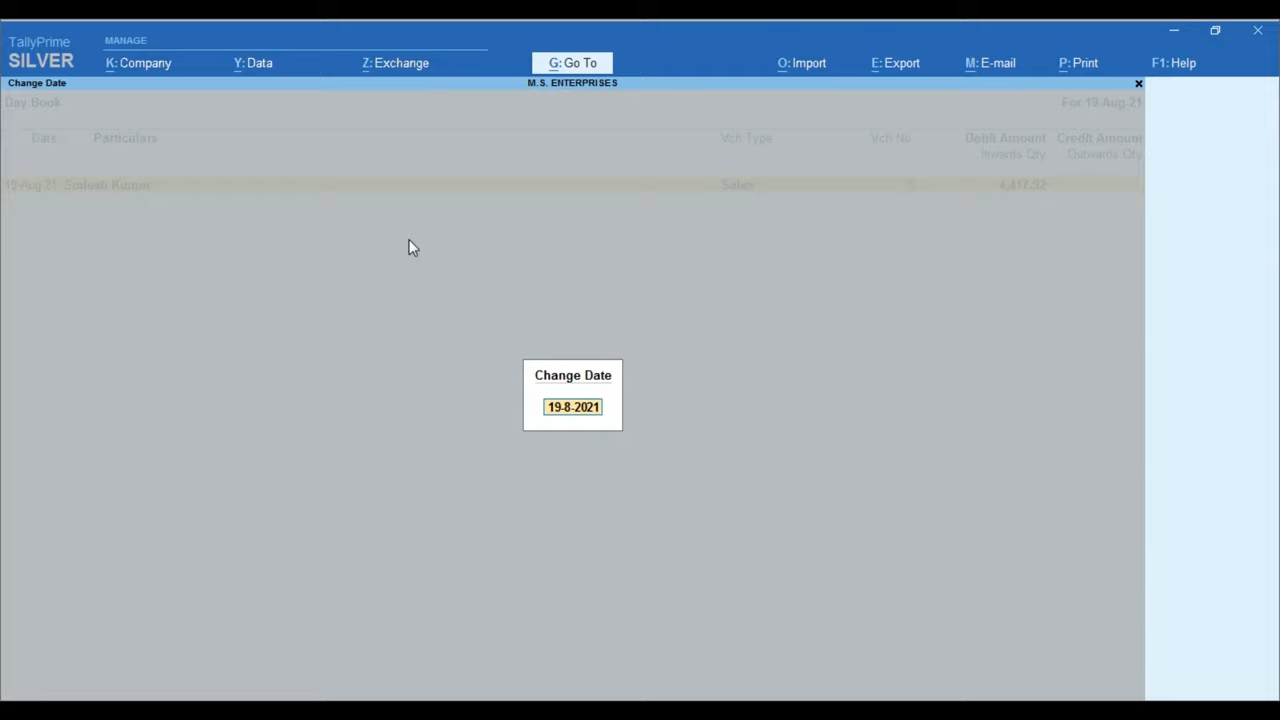 TallyPrime
MANAGE
SILVER
K: Company
Y: Data
Z: Exchange
G: Go To
O: Import
E: Export
M: E-mail
P: Print
F1: Help
Change Date
M.S. ENTERPRISES
Day Book
For 19-Aug-21
Date
Particulars
Vch Type
Vch No.
Debit Amount
Credit Amount
Inwards Qty
Outwards Qty
19-Aug-21
Sales
Change Date
19-8-2021